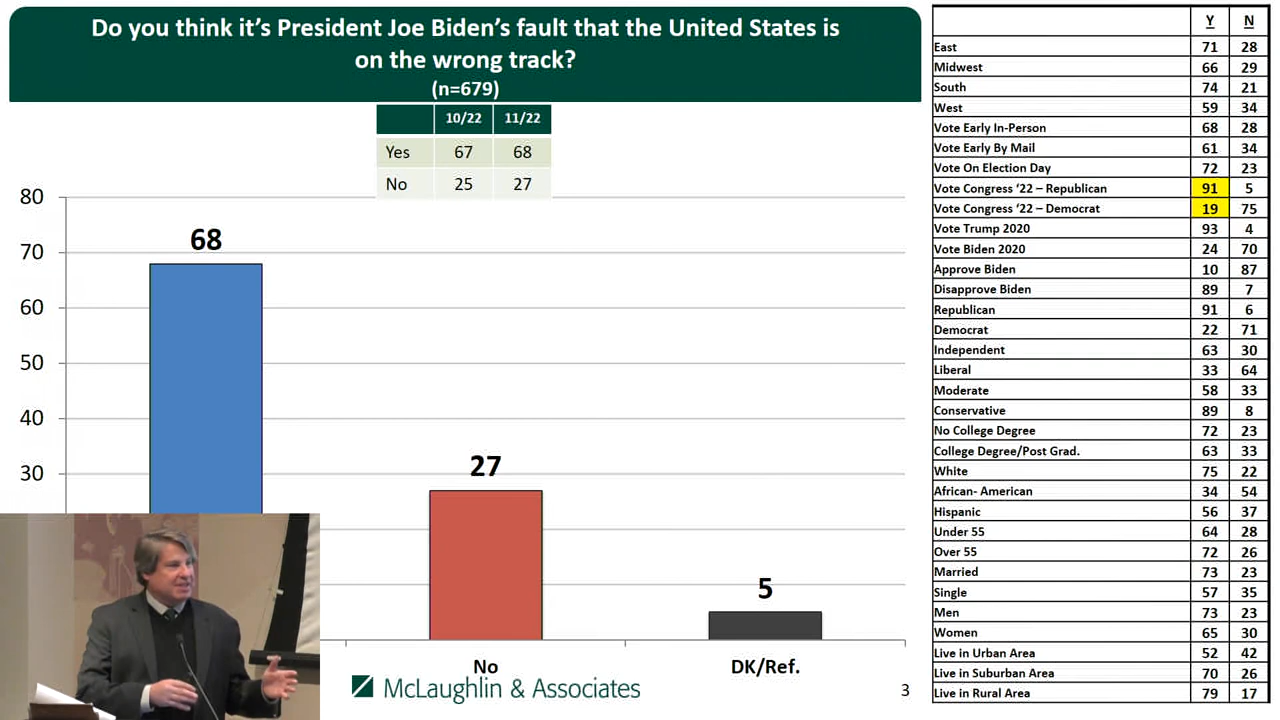 Do you think it's President Joe Biden's fault that the United States is
on the wrong track?
(n=679)
10/22 11/22
Yes 67 68
No 25 27
80
70
60
50
40
30
68
27
5
No
DK/Ref.
McLaughlin & Associates
3
Y N
East 71 28
Midwest 66 29
South 74 21
West 59 34
Vote Early In-Person 68 28
Vote Early By Mail 61 34
Vote On Election Day 72 23
Vote Congress '22 – Republican 91 5
Vote Congress '22 – Democrat 19 75
Vote Trump 2020 93 4
Vote Biden 2020 24 70
Approve Biden 10 87
Disapprove Biden 89 7
Republican 91 6
Democrat 22 71
Independent 63 30
Liberal 33 64
Moderate 58 33
Conservative 89 8
No College Degree 72 23
College Degree/Post Grad. 63 33
White 75 22
African- American 34 54
Hispanic 56 37
Under 55 64 28
Over 55 72 26
Married 73 23
Single 57 35
Men 73 23
Women 65 30
Live in Urban Area 52 42
Live in Suburban Area 70 26
Live in Rural Area 79 17